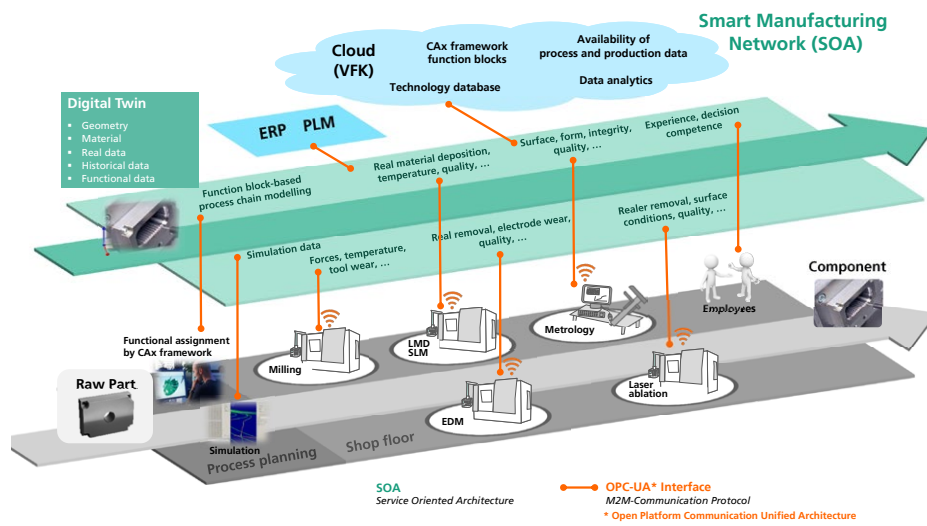 Smart Manufacturing
Network (SOA)
Cloud
(VFK)
CAx framework
function blocks
Availability of
process and production data
Technology database
Data analytics
Digital Twin
▪ Geometry
▪ Material
▪ Real data
▪ Historical data
▪ Functional data
ERP PLM
Function block-based
process chain modelling
Real material deposition,
temperature, quality, …
Surface, form, integrity,
quality, …
Experience, decision
competence
Simulation data
Forces, temperature,
tool wear, …
Real removal, electrode wear,
quality, …
Realer removal, surface
conditions, quality, …
Component
Employees
Metrology
LMD
SLM
Milling
Functional assignment
by CAx framework
Raw Part
Laser
ablation
EDM
Simulation
Process planning
Shop floor
SOA
Service Oriented Architecture
OPC-UA* Interface
M2M-Communication Protocol
* Open Platform Communication Unified Architecture